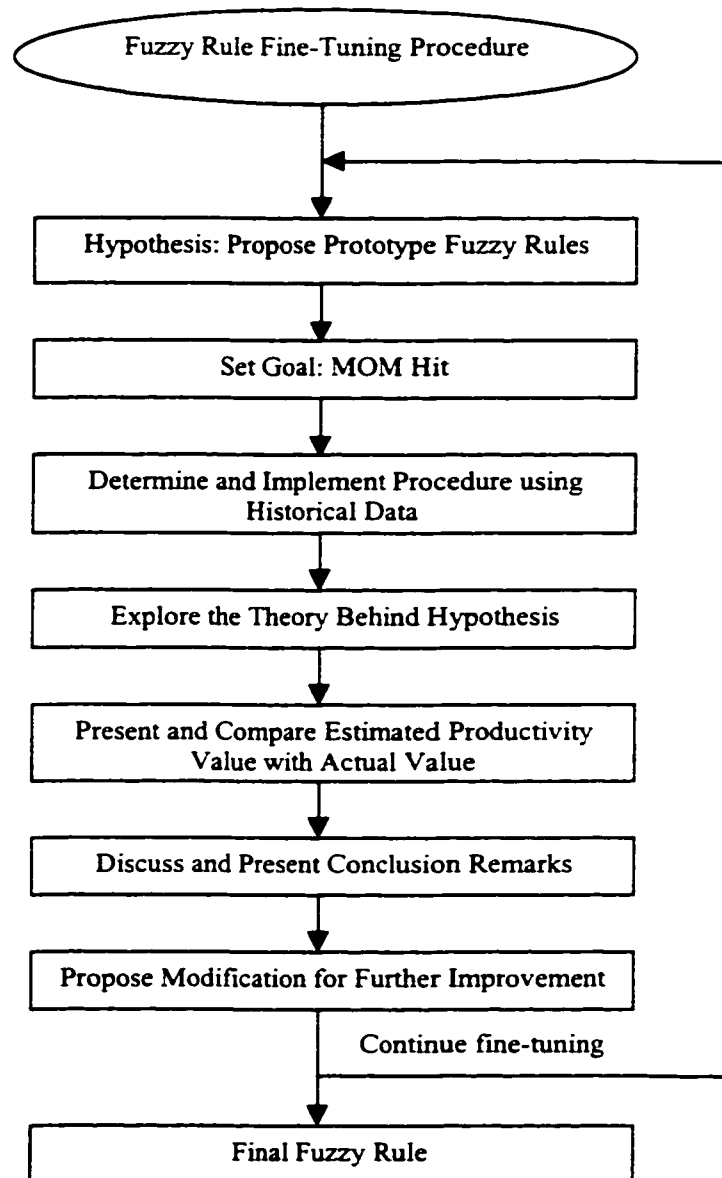 Fuzzy Rule Fine-Tuning Procedure
Hypothesis: Propose Prototype Fuzzy Rules
Set Goal: MOM Hit
Determine and Implement Procedure using
Historical Data
Explore the Theory Behind Hypothesis
Present and Compare Estimated Productivity
Value with Actual Value
Discuss and Present Conclusion Remarks
Propose Modification for Further Improvement
Continue fine-tuning
Final Fuzzy Rule